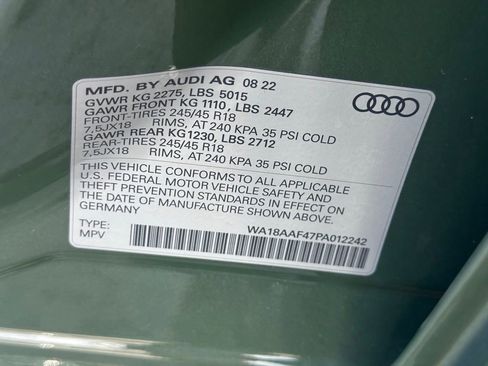 MFD. BY AUDI AG 08 22
GVWR KG 2275, LBS 5015
GAWR FRONT KG 1110, LBS 2447
FRONT-TIRES 245/45 R18
7,5JX18 RIMS, AT 240 KPA 35 PSI COLD
GAWR REAR KG1230, LBS 2712
REAR-TIRES 245/45 R18
7,5JX18 RIMS, AT 240 KPA 35 PSI COLD
THIS VEHICLE CONFORMS TO ALL APPLICABLE
U.S. FEDERAL MOTOR VEHICLE SAFETY AND
THEFT PREVENTION STANDARDS IN EFFECT ON
THE DATE OF MANUFACTURE SHOWN ABOVE.
GERMANY
TYPE: WA18AAF47PA012242
MPV